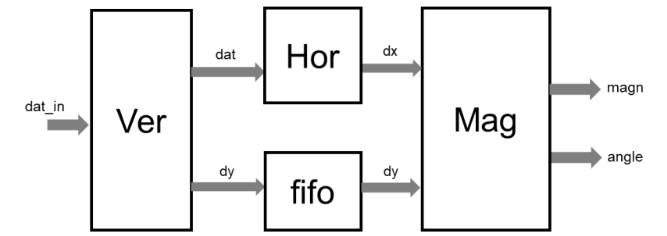 dat_in
Ver
dat
dy
Hor
fifo
dx
dy
Mag
magn
angle